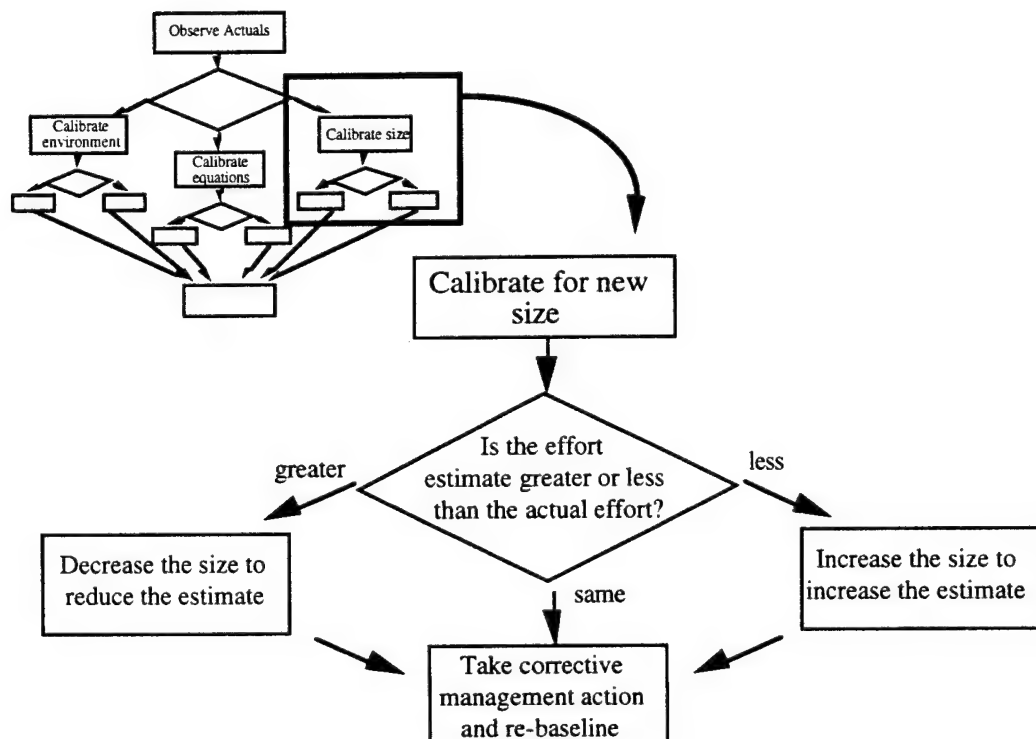 Observe Actuals
Calibrate
environment
Calibrate
equations
Calibrate size
Calibrate for new
size
Is the effort
estimate greater or less
than the actual effort?
greater
less
same
Decrease the size to
reduce the estimate
Increase the size to
increase the estimate
Take corrective
management action
and re-baseline